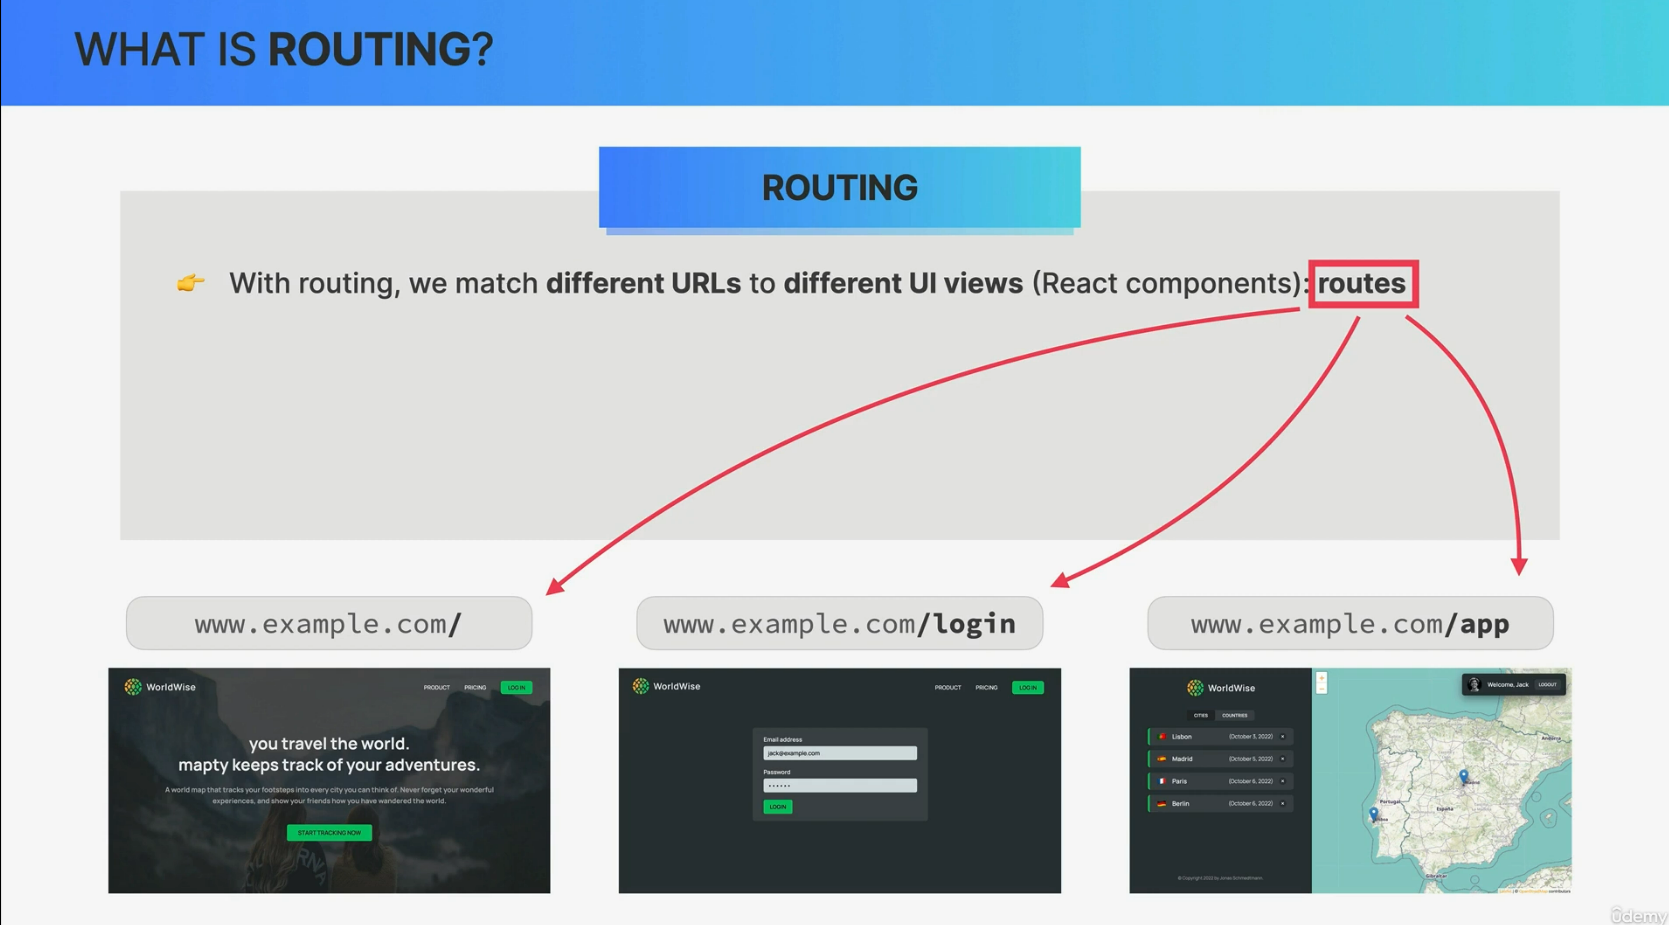 WHAT IS ROUTING?
ROUTING
👉 With routing, we match different URLs to different UI views (React components): routes
www.example.com/
www.example.com/login
www.example.com/app
WorldWise
PRODUCT
PRICING
LOG IN
you travel the world.
mapty keeps track of your adventures.
A world map that tracks your footsteps into every city you can think of. Never forget your wonderful
experiences, and show your friends how you have wandered the world.
START TRACKING NOW
WorldWise
PRODUCT
PRICING
LOG IN
Email address
jack@example.com
Password
LOGIN
WorldWise
CITIES
COUNTRIES
Lisbon (October 3, 2022) ×
Madrid (October 5, 2022) ×
Paris (October 6, 2022) ×
Berlin (October 6, 2022) ×
© Copyright 2022 by Jonas Schmedtmann.
Welcome, Jack
LOGOUT
Madrid
Portugal
España
Gibraltar
ûdemy